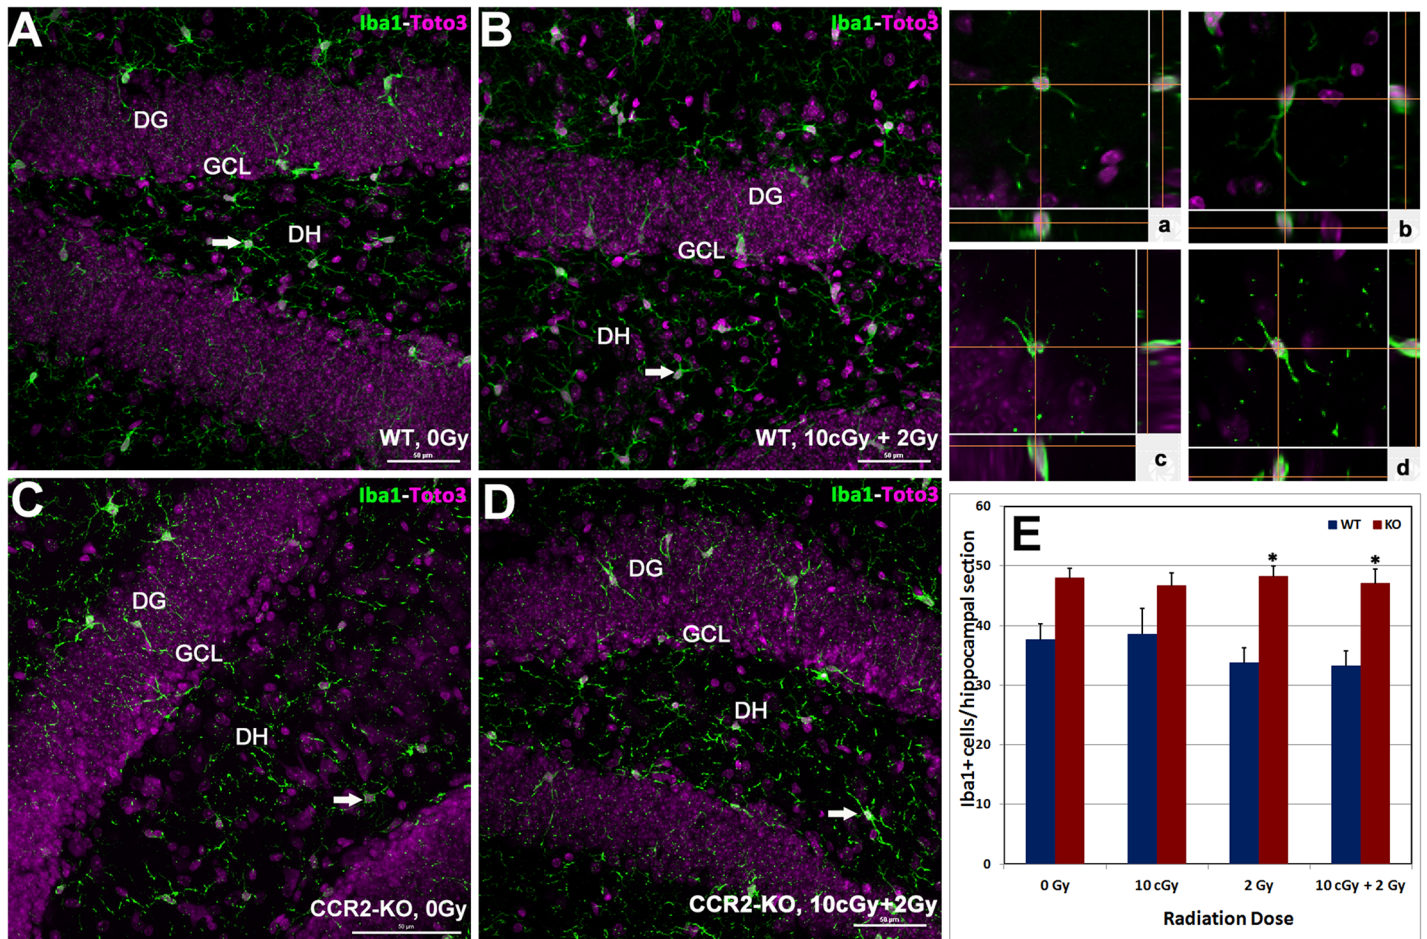 A
Iba1-Toto3
DG
GCL
DH
WT, 0Gy
50 µm
B
Iba1-Toto3
DG
GCL
DH
WT, 10cGy + 2Gy
50 µm
a
b
c
d
C
Iba1-Toto3
DG
GCL
DH
CCR2-KO, 0Gy
50 µm
D
Iba1-Toto3
DG
GCL
DH
CCR2-KO, 10cGy+2Gy
50 µm
E
WT KO
Iba1+ cells/hippocampal section
60
50
40
30
20
10
0
* *
0 Gy 10 cGy 2 Gy 10 cGy + 2 Gy
Radiation Dose